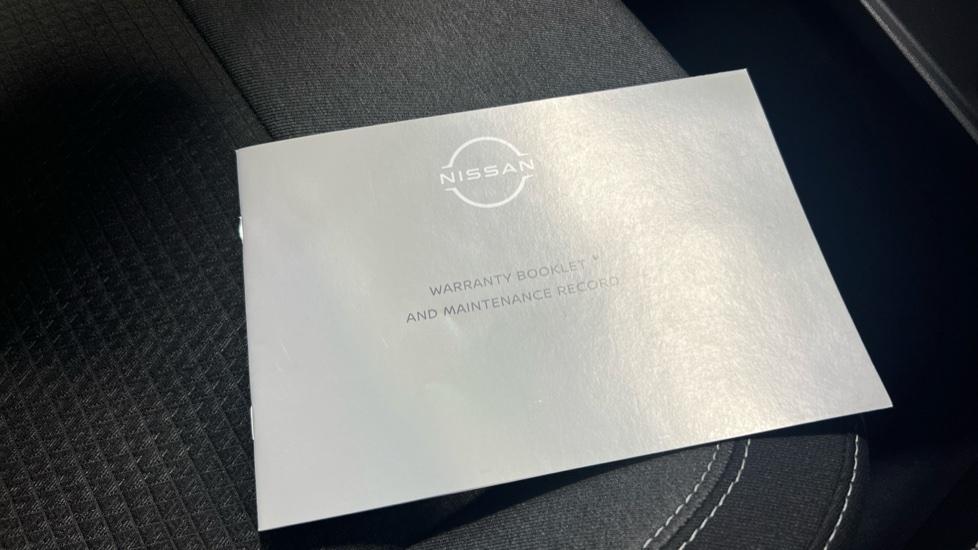 NISSAN
WARRANTY BOOKLET
AND MAINTENANCE RECORD